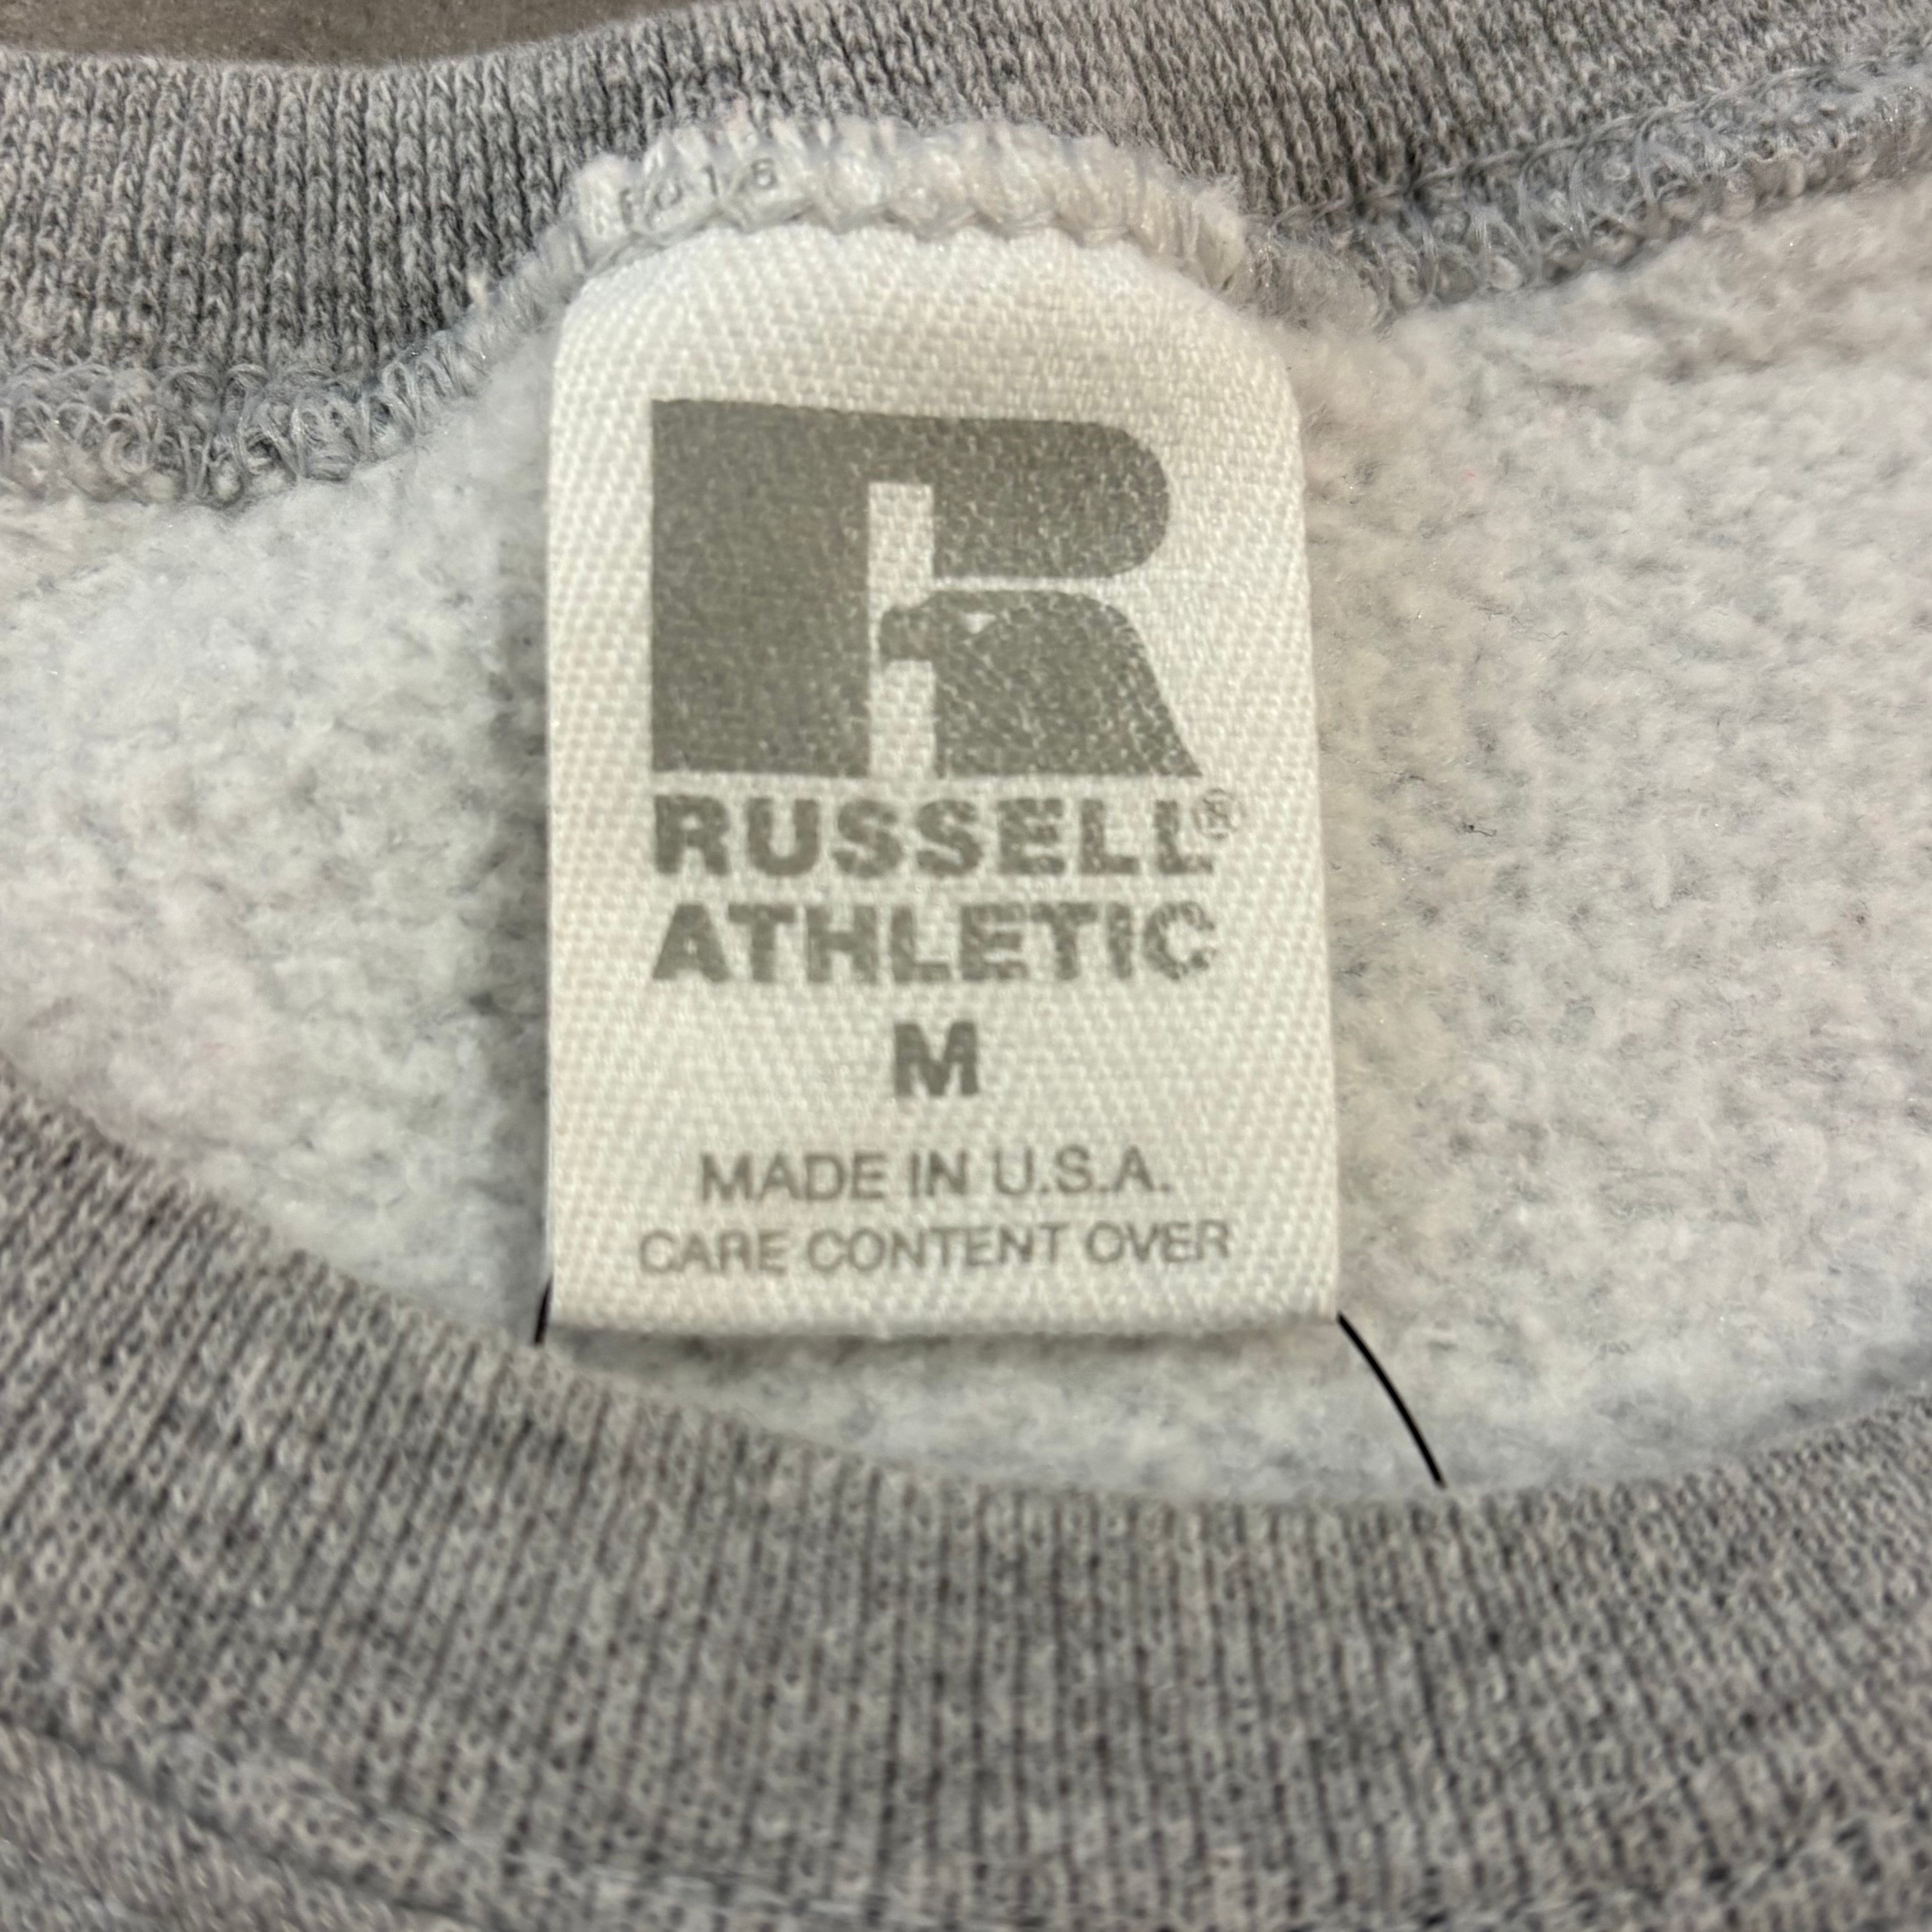 RUSSELL®
ATHLETIC
M
MADE IN U.S.A.
CARE CONTENT OVER